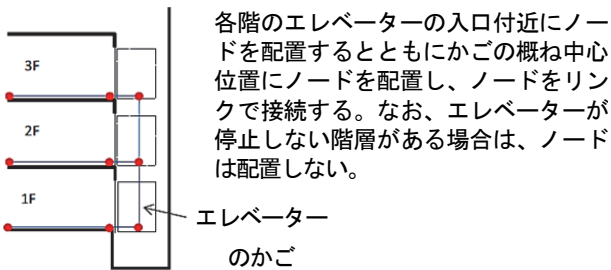 各階のエレベーターの入口付近にノー
ドを配置するとともにかごの概ね中心
位置にノードを配置し、ノードをリン
クで接続する。なお、エレベーターが
停止しない階層がある場合は、ノード
は配置しない。
3F
2F
1F
エレベーター
のかご